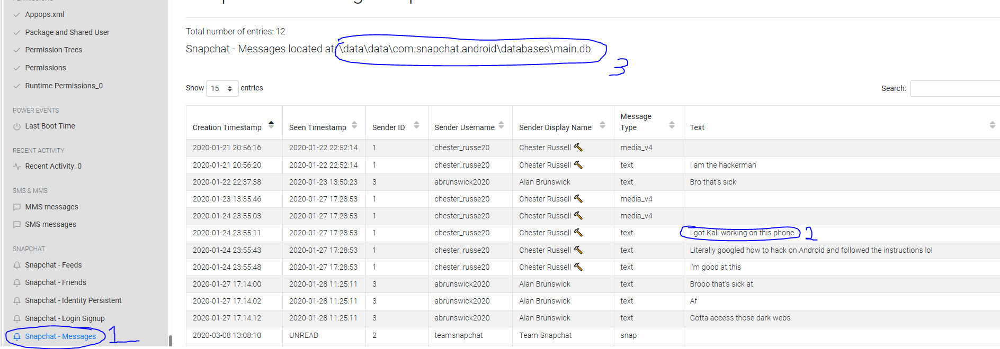 Appops.xml
Package and Shared User
Permission Trees
Permissions
Runtime Permissions_0
POWER EVENTS
Last Boot Time
RECENT ACTIVITY
Recent Activity_0
SMS & MMS
MMS messages
SMS messages
SNAPCHAT
Snapchat - Feeds
Snapchat - Friends
Snapchat - Identity Persistent
Snapchat - Login Signup
Snapchat - Messages 1
Total number of entries: 12
Snapchat - Messages located at: \data\data\com.snapchat.android\databases\main.db
3
Show 15 entries
Search:
Creation Timestamp Seen Timestamp Sender ID Sender Username Sender Display Name Message Type Text
2020-01-21 20:56:16 2020-01-22 22:52:14 1 chester_russe20 Chester Russell 🔨 media_v4
2020-01-21 20:56:20 2020-01-22 22:52:14 1 chester_russe20 Chester Russell 🔨 text I am the hackerman
2020-01-22 22:37:38 2020-01-23 13:50:23 3 abrunswick2020 Alan Brunswick text Bro that's sick
2020-01-23 13:35:46 2020-01-27 17:28:53 1 chester_russe20 Chester Russell 🔨 media_v4
2020-01-24 23:55:03 2020-01-27 17:28:53 1 chester_russe20 Chester Russell 🔨 media_v4
2020-01-24 23:55:11 2020-01-27 17:28:53 1 chester_russe20 Chester Russell 🔨 text I got Kali working on this phone 2
2020-01-24 23:55:43 2020-01-27 17:28:53 1 chester_russe20 Chester Russell 🔨 text Literally googled how to hack on Android and followed the instructions lol
2020-01-24 23:55:48 2020-01-27 17:28:53 1 chester_russe20 Chester Russell 🔨 text I'm good at this
2020-01-27 17:14:00 2020-01-28 11:25:11 3 abrunswick2020 Alan Brunswick text Brooo that's sick at
2020-01-27 17:14:02 2020-01-28 11:25:11 3 abrunswick2020 Alan Brunswick text Af
2020-01-27 17:14:12 2020-01-28 11:25:11 3 abrunswick2020 Alan Brunswick text Gotta access those dark webs
2020-03-08 13:08:10 UNREAD 2 teamsnapchat Team Snapchat snap